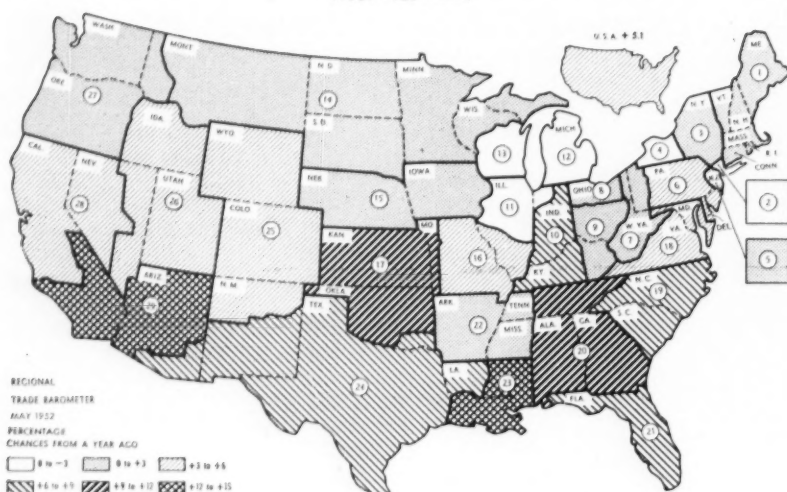 U.S.A. + 5.1
WASH.
MONT.
N. D.
MINN.
ME.
1
ORE.
27
14
WIS.
VT.
N. Y.
N. H.
3
MASS.
IDA.
S. D.
MICH.
13
12
4
R. I.
CONN.
WYO.
CAL.
NEV.
IOWA
PA.
6
N.J.
2
NEB.
15
ILL.
11
OHIO
8
UTAH
28
26
COLO.
25
IND.
10
9
W. VA.
7
MD.
DEL.
VA.
18
5
KAN.
17
MO.
16
KY.
ARIZ.
29
N. M.
OKLA.
TEX.
ARK.
22
TENN.
N. C.
19
S. C.
MISS.
ALA.
GA.
20
24
LA.
23
FLA.
21
REGIONAL
TRADE BAROMETER
MAY 1952
PERCENTAGE
CHANGES FROM A YEAR AGO
0 to -3
0 to +3
+3 to +6
+6 to +9
+9 to +12
+12 to +15